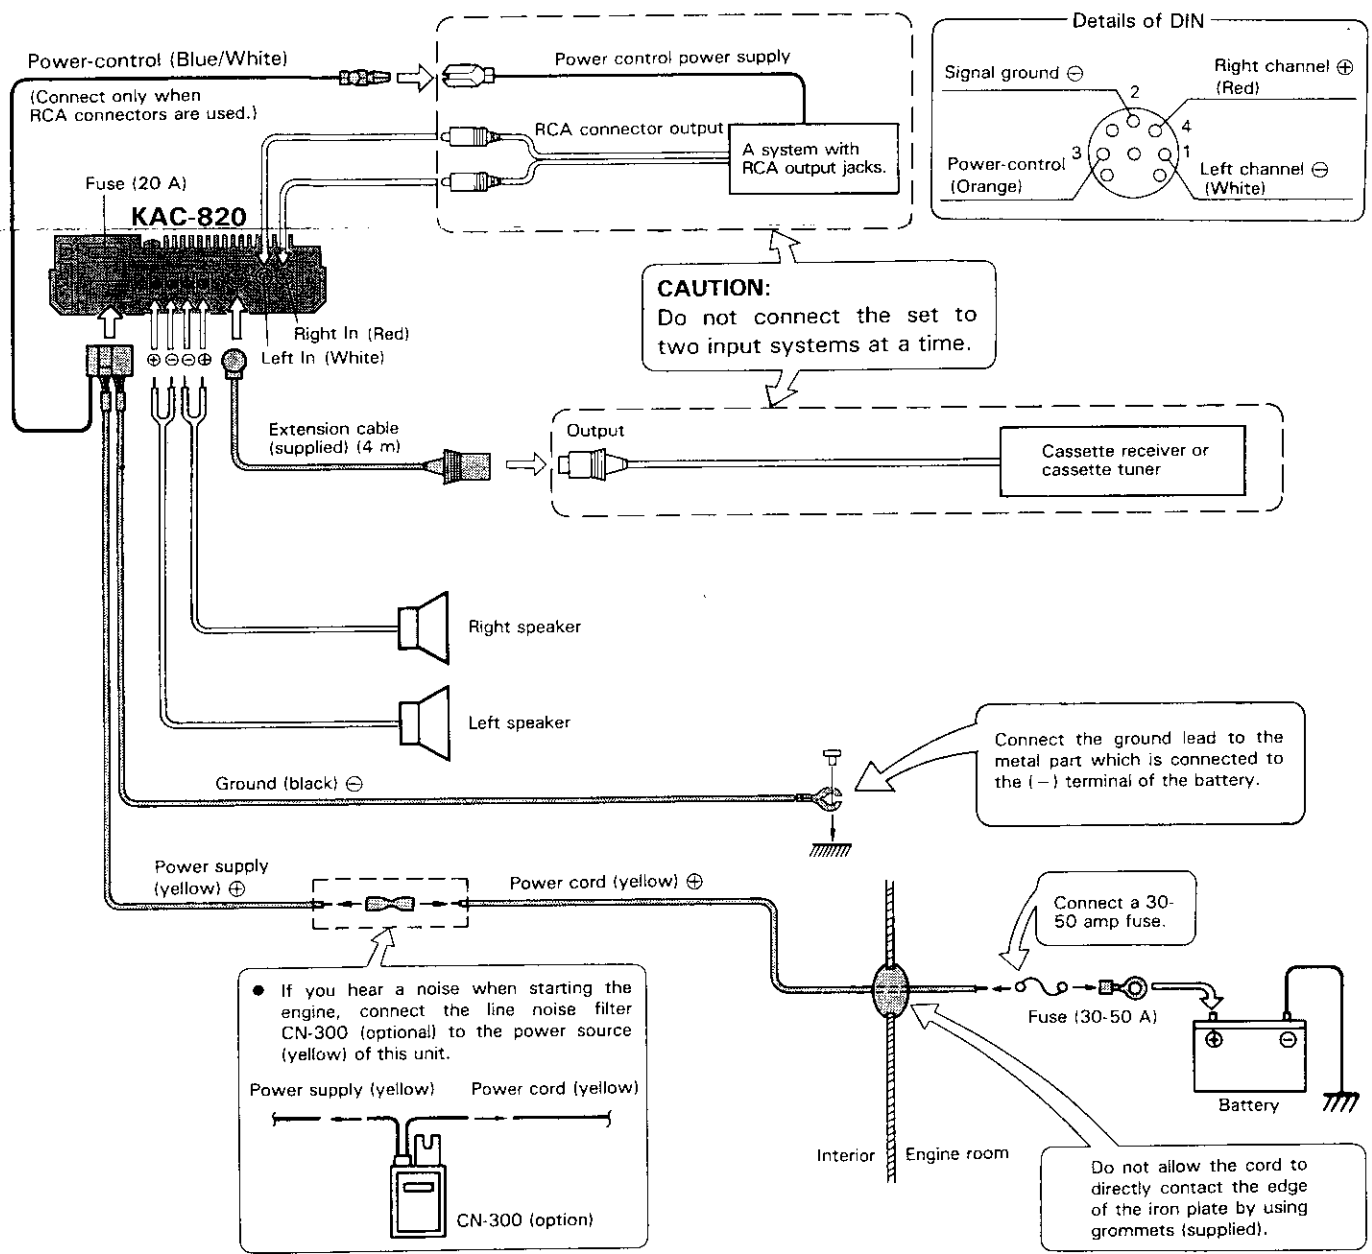 Details of DIN
Power-control (Blue/White)
(Connect only when
RCA connectors are used.)
Power control power supply
Signal ground ⊖
Right channel ⊕
(Red)
2
4
3
1
Power-control
(Orange)
Left channel ⊖
(White)
RCA connector output
A system with
RCA output jacks.
Fuse (20 A)
KAC-820
CAUTION:
Do not connect the set to
two input systems at a time.
Right In (Red)
Left In (White)
⊕ ⊖ ⊖ ⊕
Extension cable
(supplied) (4 m)
Output
Cassette receiver or
cassette tuner
Right speaker
Left speaker
Connect the ground lead to the
metal part which is connected to
the (−) terminal of the battery.
Ground (black) ⊖
Power supply
(yellow) ⊕
Power cord (yellow) ⊕
Connect a 30-
50 amp fuse.
● If you hear a noise when starting the
engine, connect the line noise filter
CN-300 (optional) to the power source
(yellow) of this unit.
Fuse (30-50 A)
⊕ ⊖
Battery
Power supply (yellow)
Power cord (yellow)
CN-300 (option)
Interior
Engine room
Do not allow the cord to
directly contact the edge
of the iron plate by using
grommets (supplied).